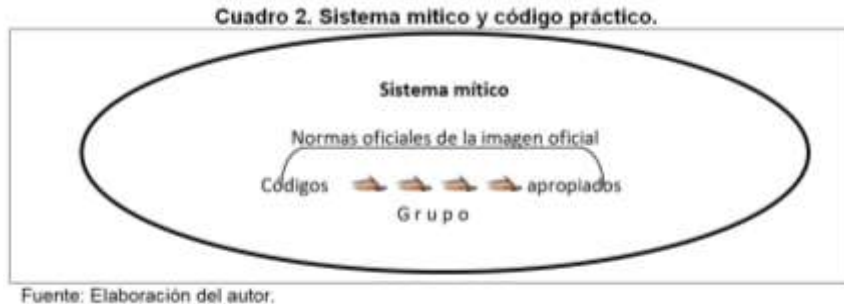 Cuadro 2. Sistema mítico y código práctico.
Sistema mítico
Normas oficiales de la imagen oficial
Códigos apropiados
G r u p o
Fuente: Elaboración del autor.